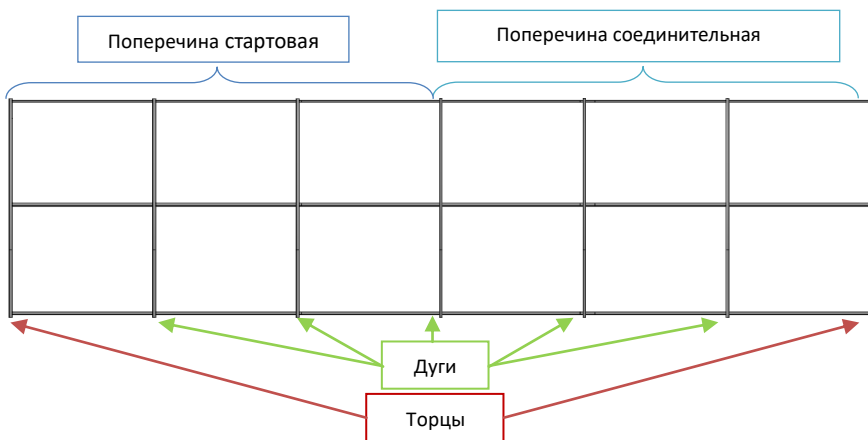 Поперечина стартовая
Поперечина соединительная
Дуги
Торцы